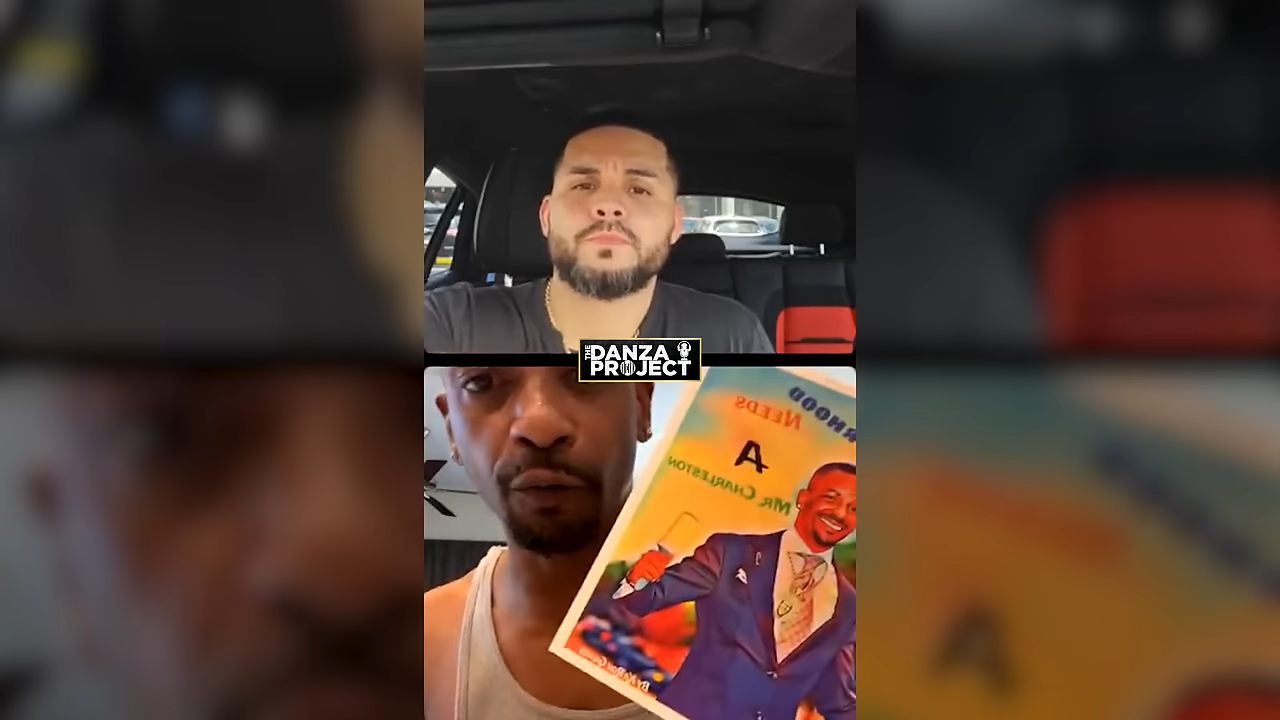 THE
DANZA
PROJECT
RHOOD
NEEDS
A
MR. CHARLESTON